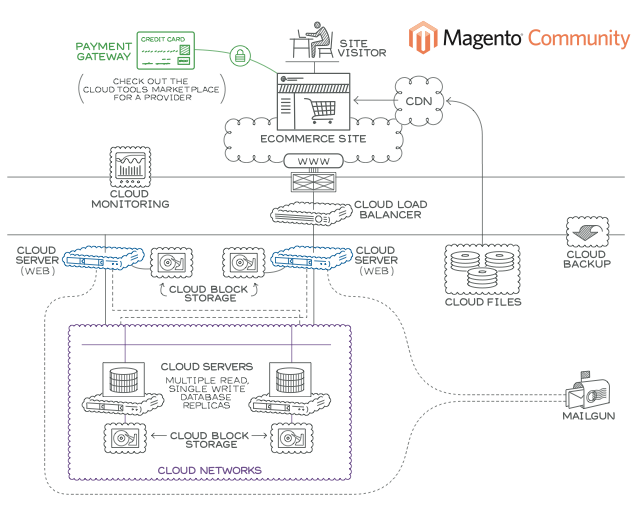 Magento® Community
PAYMENT
GATEWAY
CREDIT CARD
(CHECK OUT THE
CLOUD TOOLS MARKETPLACE
FOR A PROVIDER)
SITE
VISITOR
CDN
ECOMMERCE SITE
WWW
CLOUD
MONITORING
CLOUD LOAD
BALANCER
CLOUD
SERVER
(WEB)
CLOUD BLOCK
STORAGE
CLOUD
SERVER
(WEB)
CLOUD FILES
CLOUD
BACKUP
CLOUD SERVERS
MULTIPLE READ,
SINGLE WRITE
DATABASE
REPLICAS
CLOUD BLOCK
STORAGE
CLOUD NETWORKS
MAILGUN